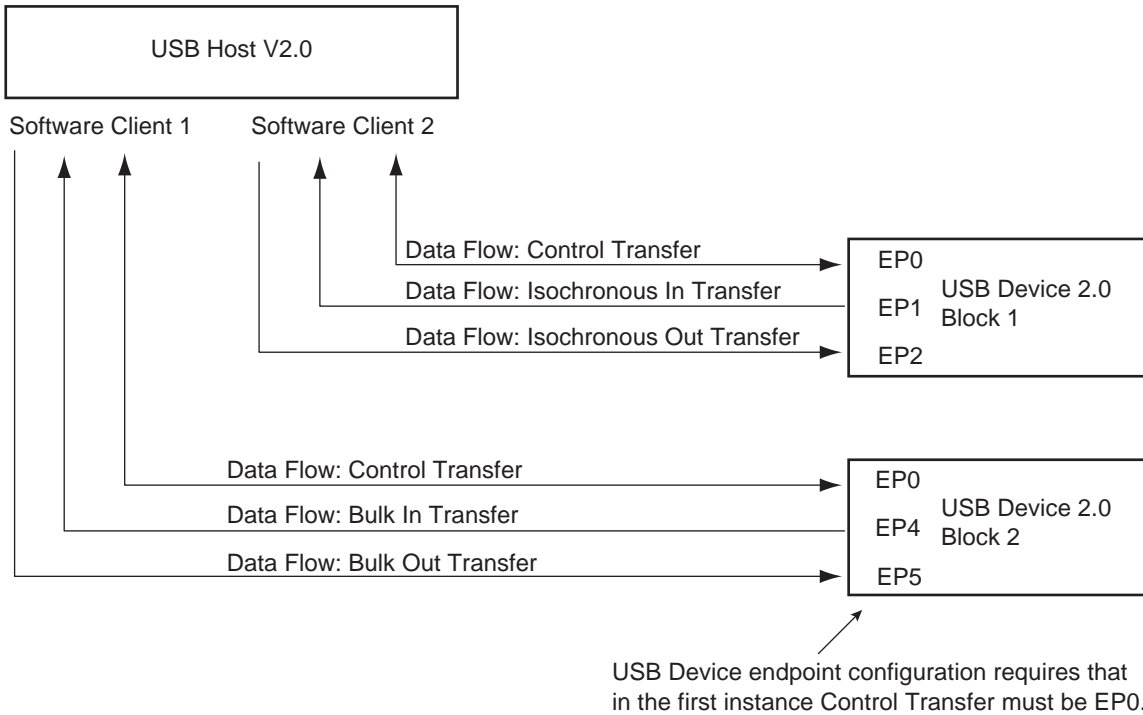 USB Host V2.0
Software Client 1
Software Client 2
Data Flow: Control Transfer
Data Flow: Isochronous In Transfer
Data Flow: Isochronous Out Transfer
EP0
EP1
EP2
USB Device 2.0
Block 1
Data Flow: Control Transfer
Data Flow: Bulk In Transfer
Data Flow: Bulk Out Transfer
EP0
EP4
EP5
USB Device 2.0
Block 2
USB Device endpoint configuration requires that
in the first instance Control Transfer must be EP0.